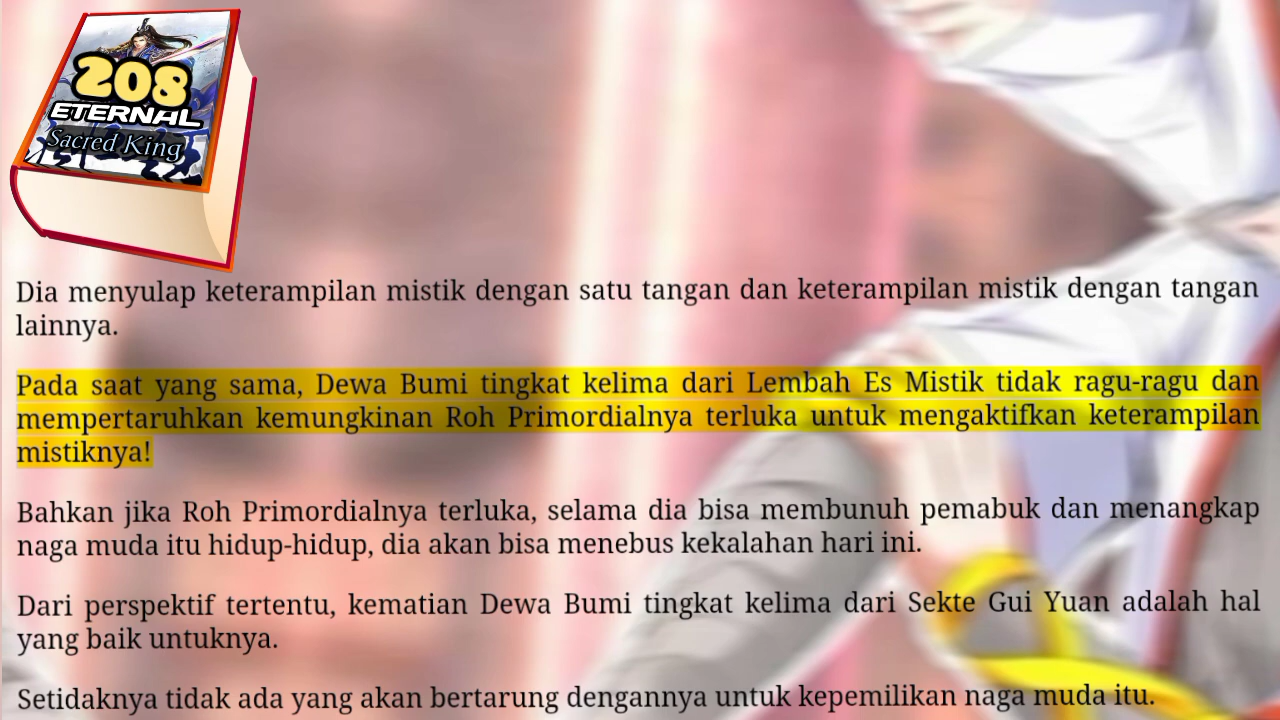 208
ETERNAL
Sacred King
Dia menyulap keterampilan mistik dengan satu tangan dan keterampilan mistik dengan tangan
lainnya.
Pada saat yang sama, Dewa Bumi tingkat kelima dari Lembah Es Mistik tidak ragu-ragu dan
mempertaruhkan kemungkinan Roh Primordialnya terluka untuk mengaktifkan keterampilan
mistiknya!
Bahkan jika Roh Primordialnya terluka, selama dia bisa membunuh pemabuk dan menangkap
naga muda itu hidup-hidup, dia akan bisa menebus kekalahan hari ini.
Dari perspektif tertentu, kematian Dewa Bumi tingkat kelima dari Sekte Gui Yuan adalah hal
yang baik untuknya.
Setidaknya tidak ada yang akan bertarung dengannya untuk kepemilikan naga muda itu.